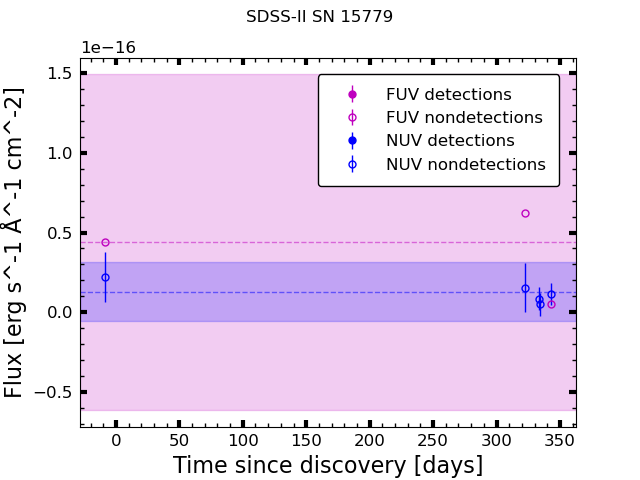 SDSS-II SN 15779
1e−16
1.5
1.0
0.5
0.0
−0.5
FUV detections
FUV nondetections
NUV detections
NUV nondetections
0 50 100 150 200 250 300 350
Time since discovery [days]
Flux [erg s^-1 Å^-1 cm^-2]